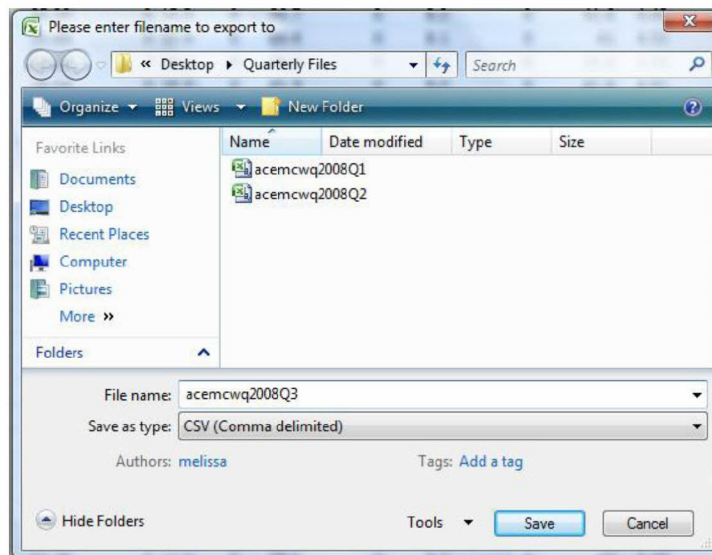 Please enter filename to export to
« Desktop ▸ Quarterly Files
Search
Organize Views New Folder
Favorite Links
Documents
Desktop
Recent Places
Computer
Pictures
More »
Folders
Name Date modified Type Size
acemcwq2008Q1
acemcwq2008Q2
File name: acemcwq2008Q3
Save as type: CSV (Comma delimited)
Authors: melissa Tags: Add a tag
Hide Folders Tools Save Cancel